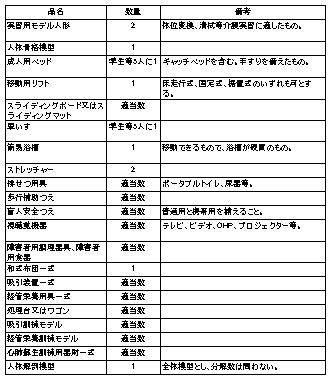 品名 数量 備考
実習用モデル人形 2 体位変換、清拭等介護実習に適したもの。
人体骨格模型 1
成人用ベッド 学生等5人に1 ギャッチベッドを含む。手すりを備えたもの。
移動用リフト 1 床走行式、固定式、据置式のいずれも可とする。
スライディングボード又はスライディングマット 適当数
車いす 学生等5人に1
簡易浴槽 1 移動できるもので、浴槽が硬質のもの。
ストレッチャー 2
排せつ用具 適当数 ポータブルトイレ、尿器等。
歩行補助つえ 適当数
盲人安全つえ 適当数 普通用と携帯用を備えること。
視聴覚機器 適当数 テレビ、ビデオ、OHP、プロジェクター等。
障害者用調理器具、障害者用食器 適当数
和式布団一式 1
吸引装置一式 適当数
経管栄養用具一式 適当数
処理台又はワゴン 適当数
吸引訓練モデル 適当数
経管栄養訓練モデル 適当数
心肺蘇生訓練用器材一式 適当数
人体解剖模型 1 全体模型とし、分解数は問わない。